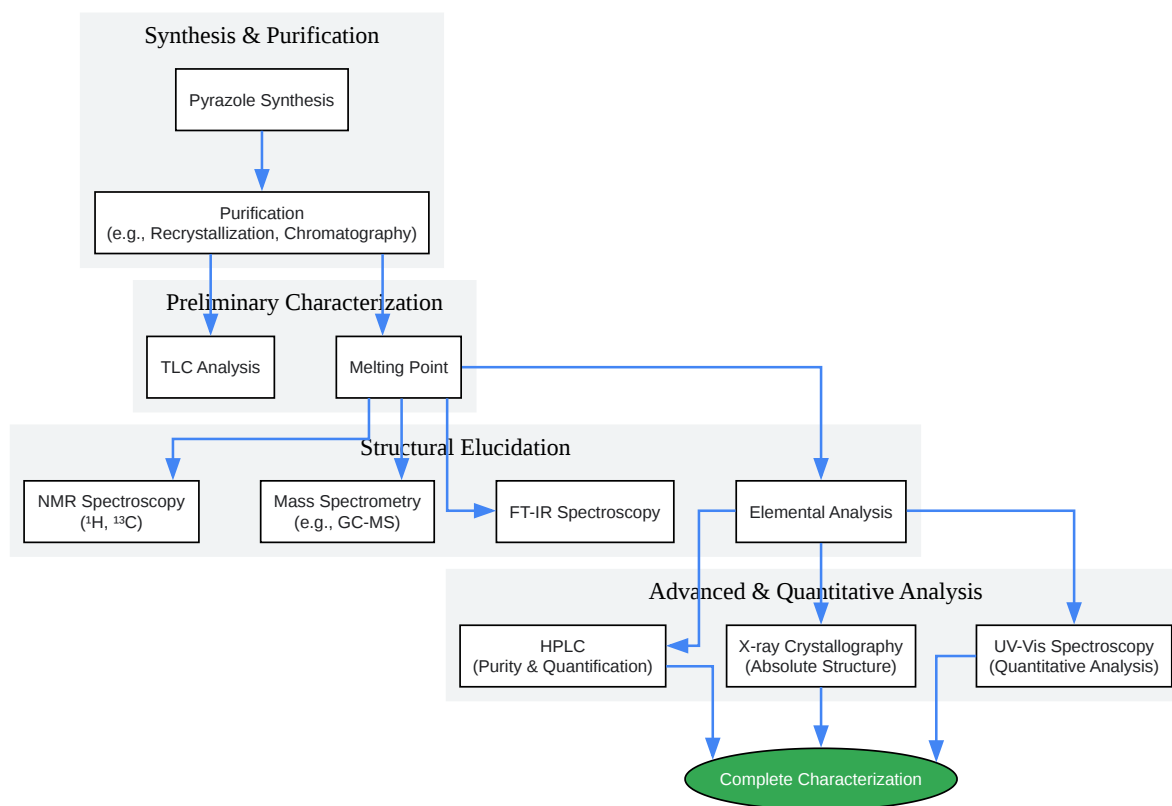 Synthesis & Purification
Pyrazole Synthesis
Purification
(e.g., Recrystallization, Chromatography)
Preliminary Characterization
TLC Analysis
Melting Point
Structural Elucidation
NMR Spectroscopy
(¹H, ¹³C)
Mass Spectrometry
(e.g., GC-MS)
FT-IR Spectroscopy
Elemental Analysis
Advanced & Quantitative Analysis
HPLC
(Purity & Quantification)
X-ray Crystallography
(Absolute Structure)
UV-Vis Spectroscopy
(Quantitative Analysis)
Complete Characterization